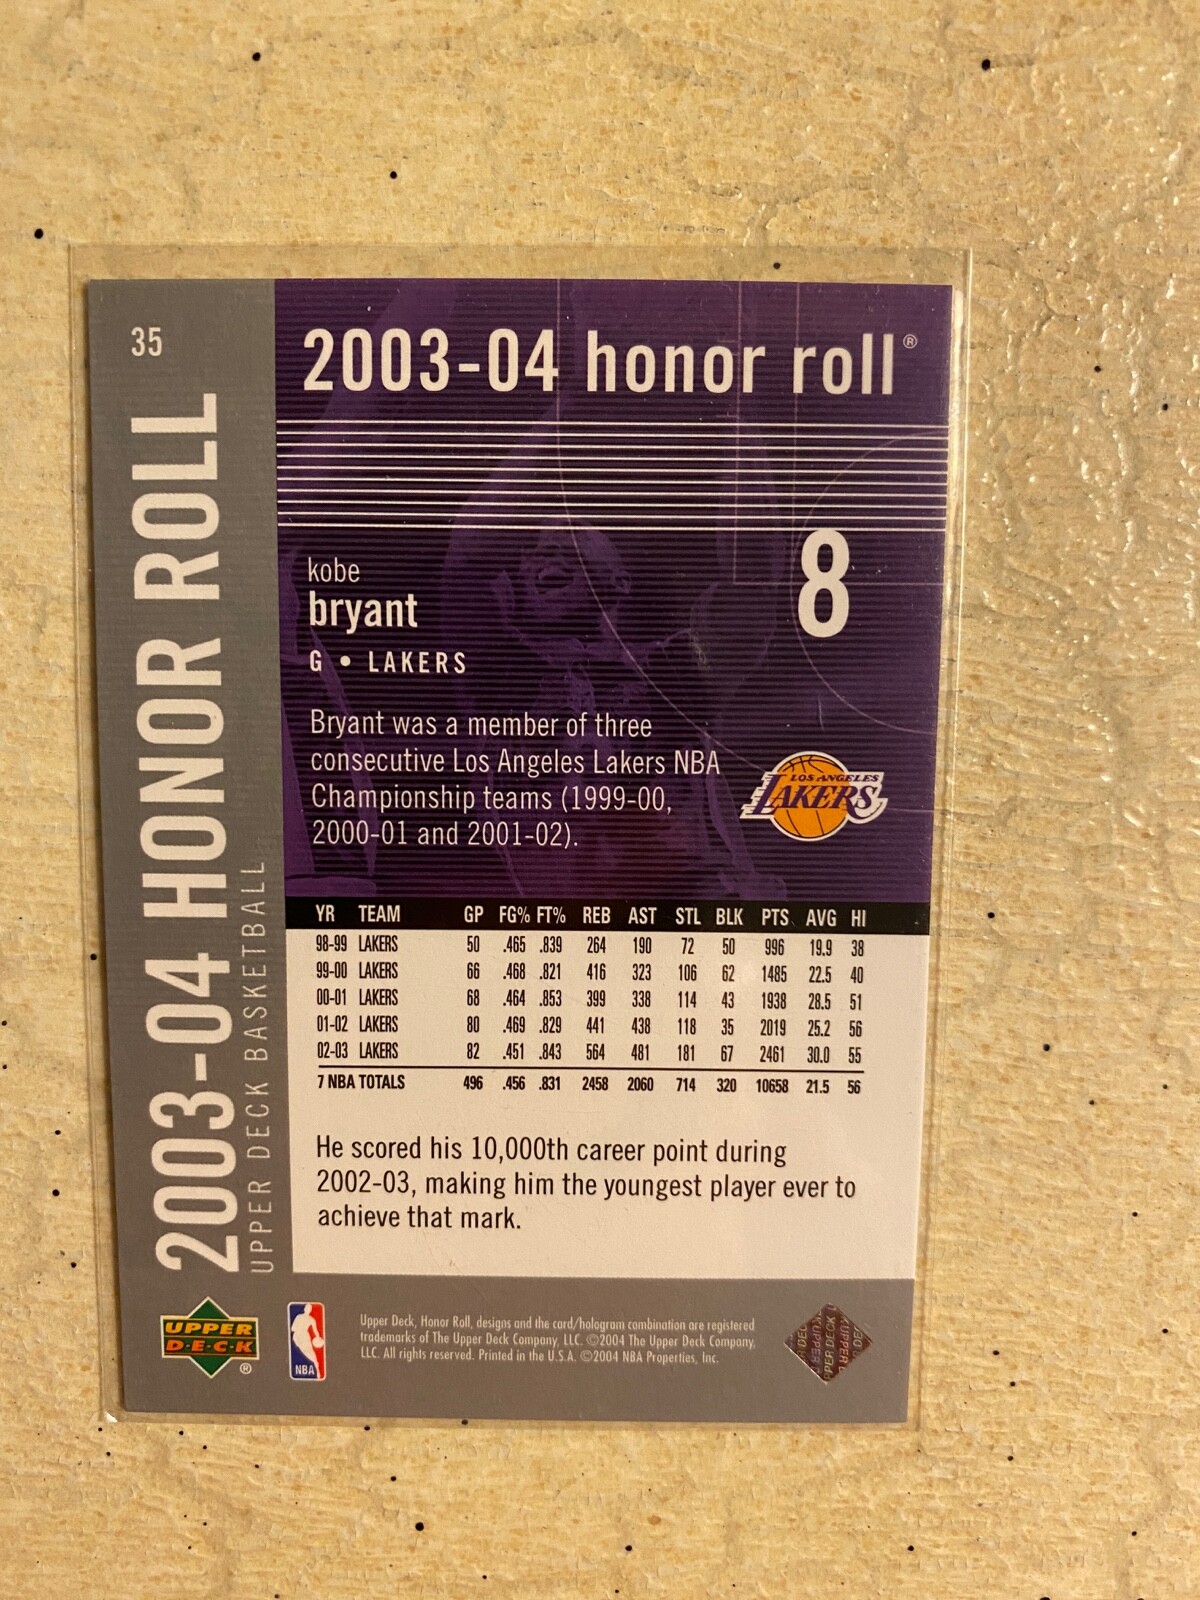 35
2003-04 honor roll®
2003-04 HONOR ROLL
UPPER DECK BASKETBALL
8
kobe
bryant
G • LAKERS
Bryant was a member of three
consecutive Los Angeles Lakers NBA
Championship teams (1999-00,
2000-01 and 2001-02).
LOS ANGELES
LAKERS
YR TEAM GP FG% FT% REB AST STL BLK PTS AVG HI
98-99 LAKERS 50 .465 .839 264 190 72 50 996 19.9 38
99-00 LAKERS 66 .468 .821 416 323 106 62 1485 22.5 40
00-01 LAKERS 68 .464 .853 399 338 114 43 1938 28.5 51
01-02 LAKERS 80 .469 .829 441 438 118 35 2019 25.2 56
02-03 LAKERS 82 .451 .843 564 481 181 67 2461 30.0 55
7 NBA TOTALS 496 .456 .831 2458 2060 714 320 10658 21.5 56
He scored his 10,000th career point during
2002-03, making him the youngest player ever to
achieve that mark.
UPPER
D·E·C·K
®
NBA
Upper Deck, Honor Roll, designs and the card/hologram combination are registered
trademarks of The Upper Deck Company, LLC. ©2004 The Upper Deck Company,
LLC. All rights reserved. Printed in the U.S.A. ©2004 NBA Properties, Inc.
UPPER DECK